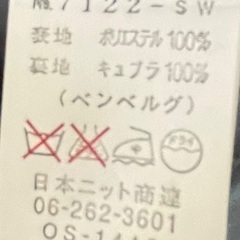 7122-SW
表地 ポリエステル100%
裏地 キュプラ100%
(ベンベルグ)
ドライ
日本ニット商違
06-262-3601